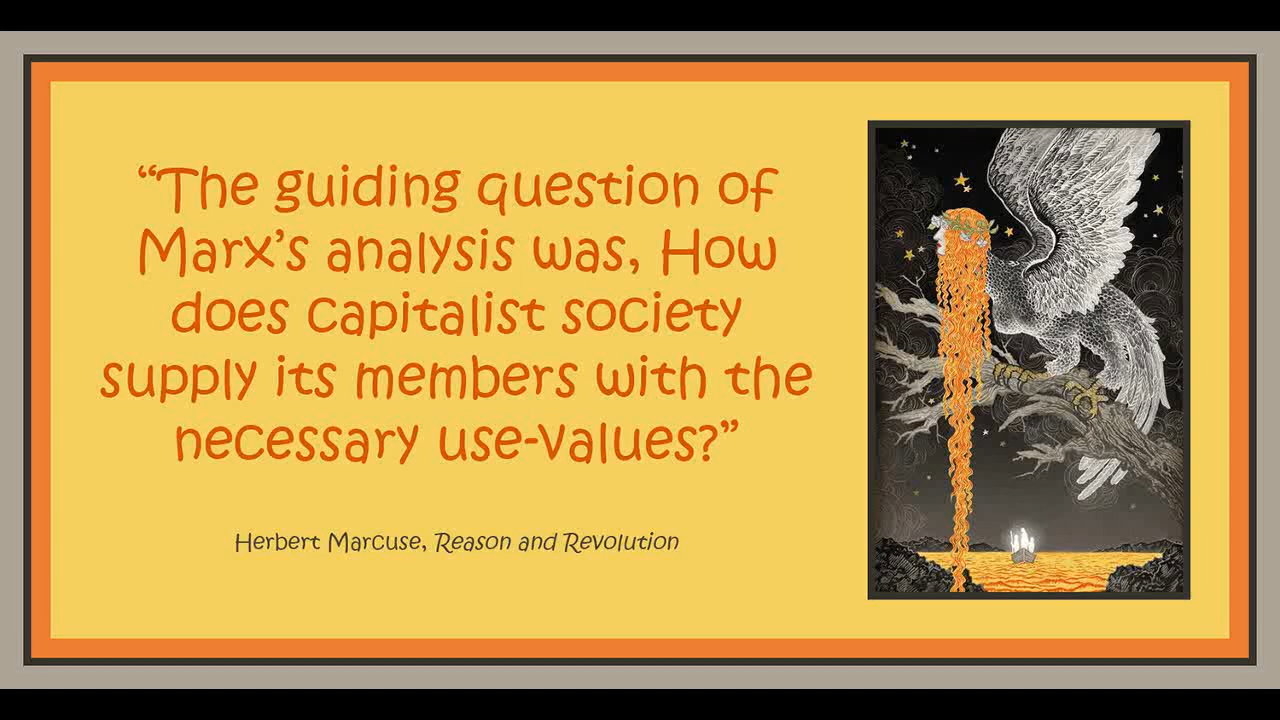 “The guiding question of
Marx’s analysis was, How
does capitalist society
supply its members with the
necessary use-values?”
Herbert Marcuse, Reason and Revolution